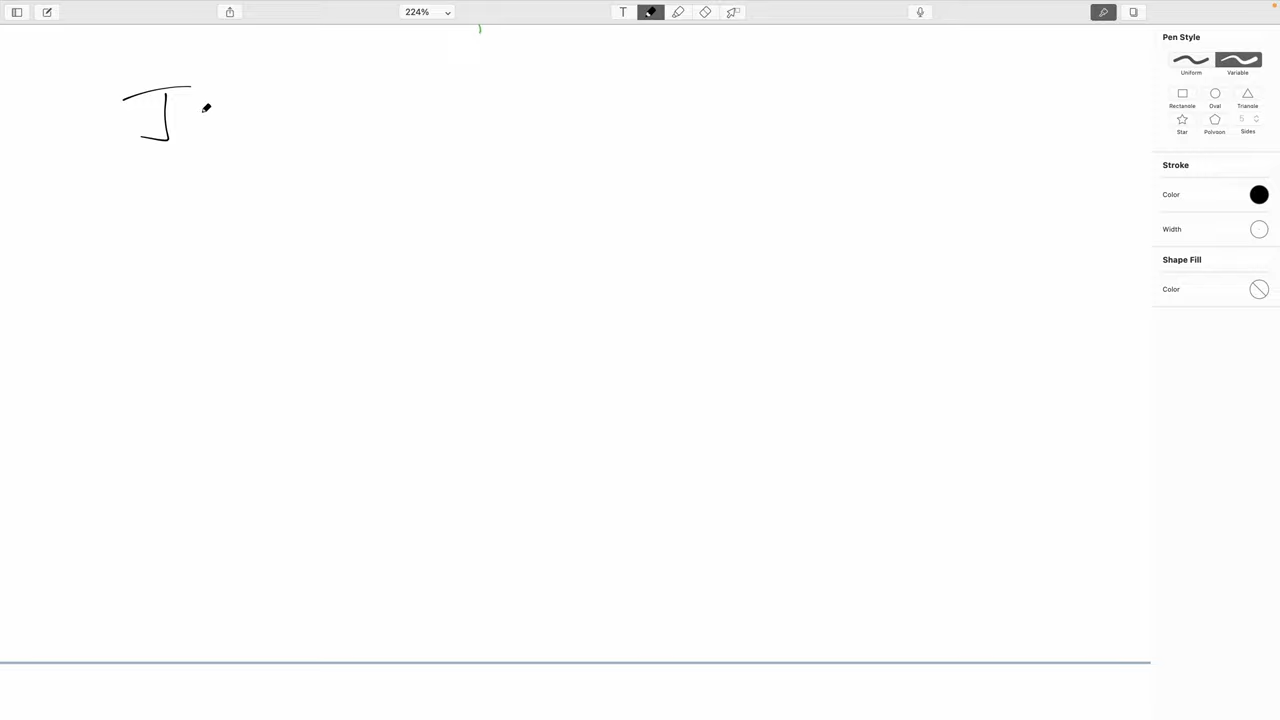 224%
T
Pen Style
Uniform
Variable
Rectangle
Oval
Triangle
Star
Polygon
5
Sides
Stroke
Color
Width
Shape Fill
Color
J